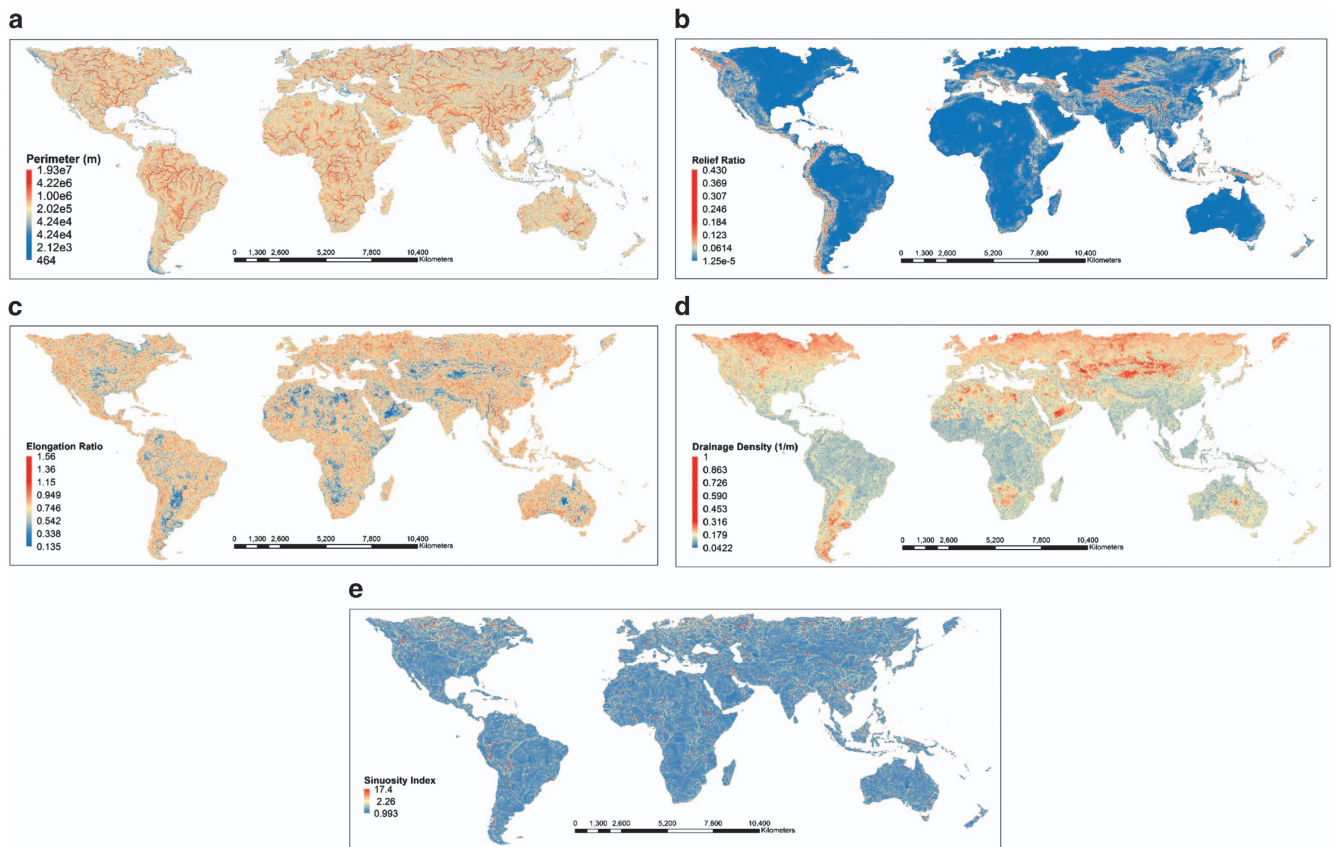 a
Perimeter (m)
1.93e7
4.22e6
1.00e6
2.02e5
4.24e4
2.12e3
464
0 1,300 2,600 5,200 7,800 10,400
Kilometers
b
Relief Ratio
0.430
0.369
0.307
0.246
0.184
0.123
0.0614
1.25e-5
0 1,300 2,600 5,200 7,800 10,400
Kilometers
c
Elongation Ratio
1.56
1.36
1.15
0.949
0.746
0.542
0.338
0.135
0 1,300 2,600 5,200 7,800 10,400
Kilometers
d
Drainage Density (1/m)
1
0.863
0.726
0.590
0.453
0.316
0.179
0.0422
0 1,300 2,600 5,200 7,800 10,400
Kilometers
e
Sinuosity Index
17.4
2.26
0.993
0 1,300 2,600 5,200 7,800 10,400
Kilometers